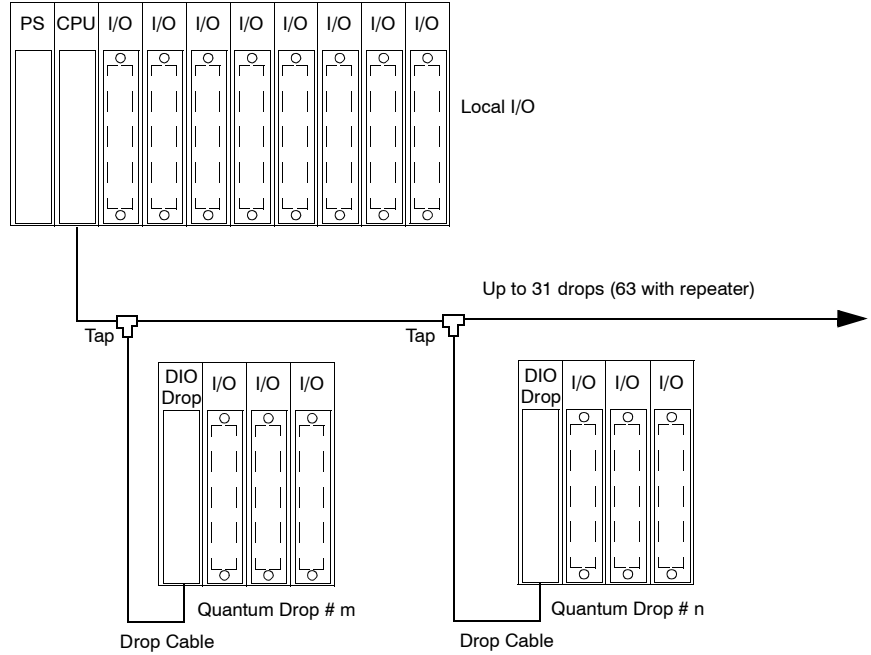 PS CPU I/O I/O I/O I/O I/O I/O I/O I/O
Local I/O
Up to 31 drops (63 with repeater)
Tap
Tap
DIO
Drop
I/O I/O I/O
DIO
Drop
I/O I/O I/O
Quantum Drop # m
Quantum Drop # n
Drop Cable
Drop Cable